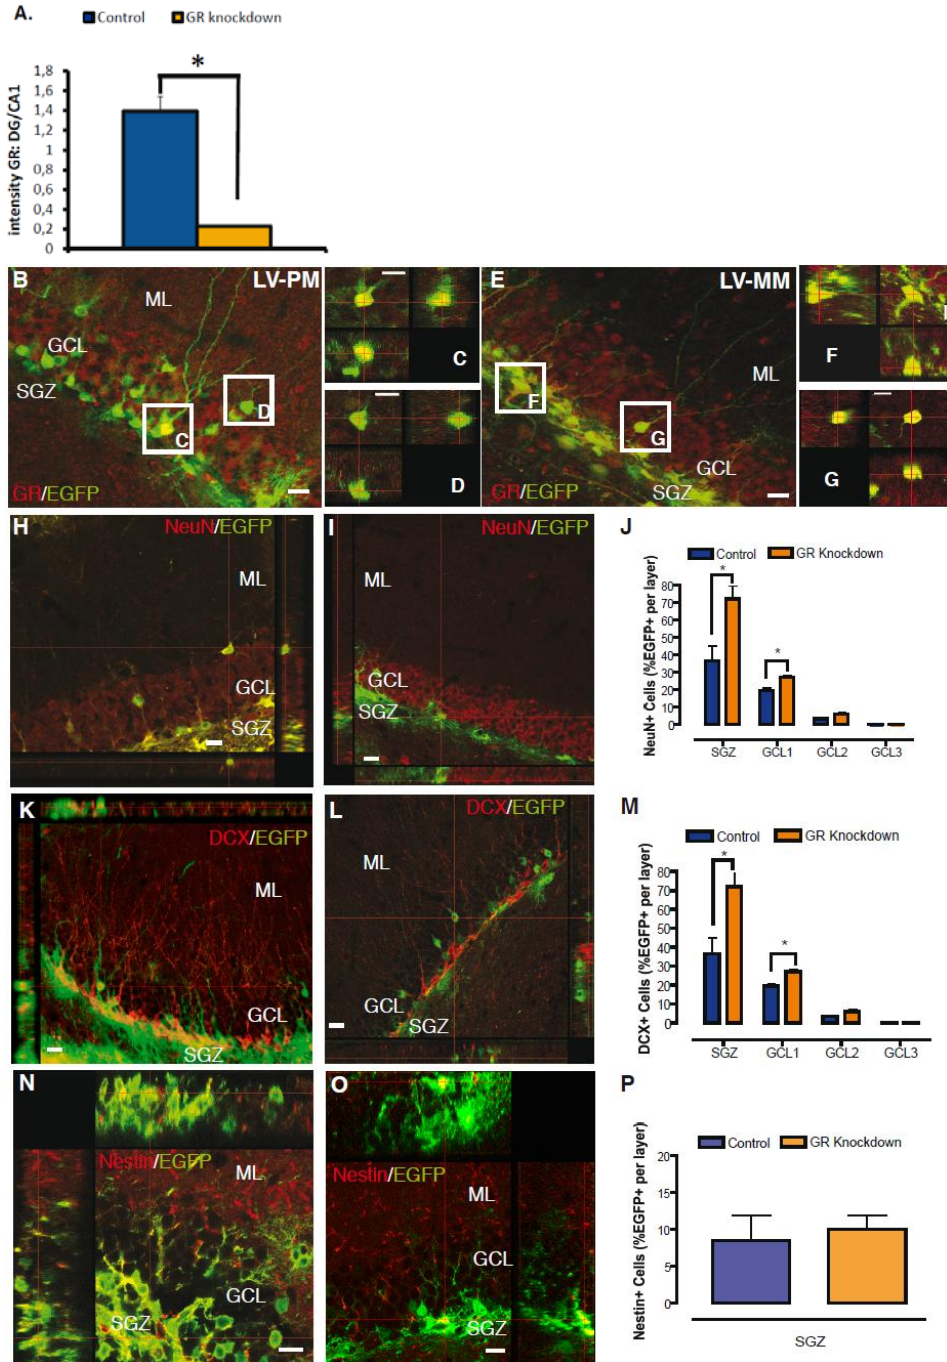 A.
Control GR knockdown
*
intensity GR: DG/CA1
1,8
1,6
1,4
1,2
1
0,8
0,6
0,4
0,2
0
B ML LV-PM
GCL
SGZ
D
C
GR/EGFP
C
D
E LV-MM
ML
F
G
GCL
SGZ
GR/EGFP
F
G
H NeuN/EGFP
ML
GCL
SGZ
I NeuN/EGFP
ML
GCL
SGZ
J
Control GR Knockdown
NeuN+ Cells (%EGFP+ per layer)
80
70
60
50
40
30
20
10
0
*
*
SGZ GCL1 GCL2 GCL3
K DCX/EGFP
ML
GCL
SGZ
L DCX/EGFP
ML
GCL
SGZ
M
Control GR Knockdown
DCX+ Cells (%EGFP+ per layer)
80
70
60
50
40
30
20
10
0
*
*
SGZ GCL1 GCL2 GCL3
N
Nestin/EGFP
ML
GCL
SGZ
O
Nestin/EGFP
ML
GCL
SGZ
P
Control GR Knockdown
Nestin+ Cells (%EGFP+ per layer)
15
10
5
0
SGZ